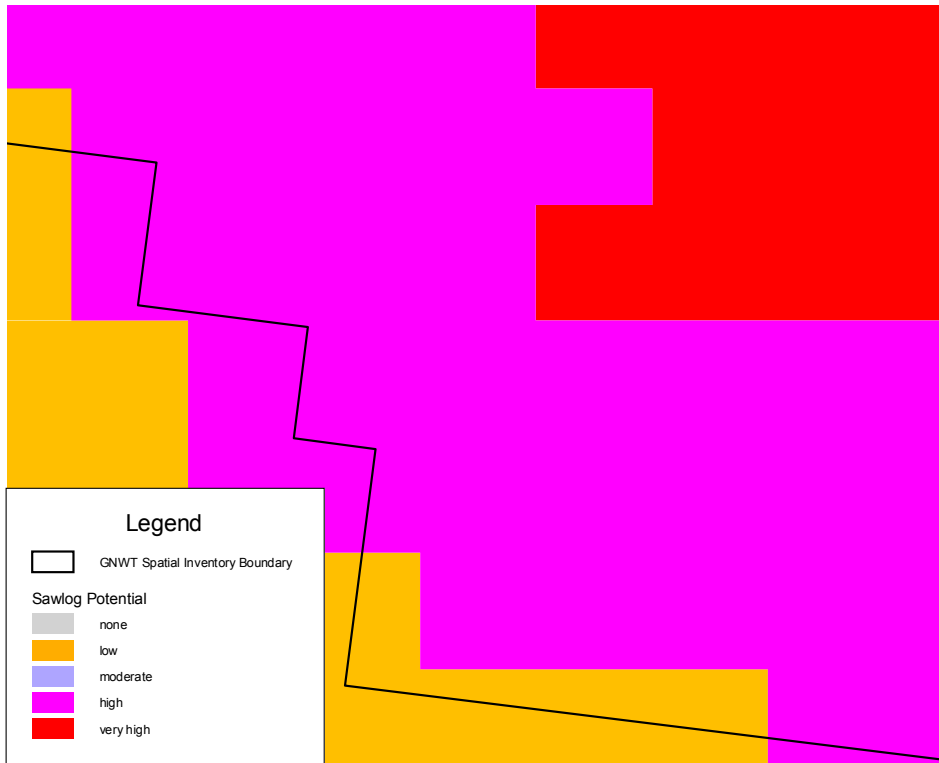 Legend
GNWT Spatial Inventory Boundary
Sawlog Potential
none
low
moderate
high
very high